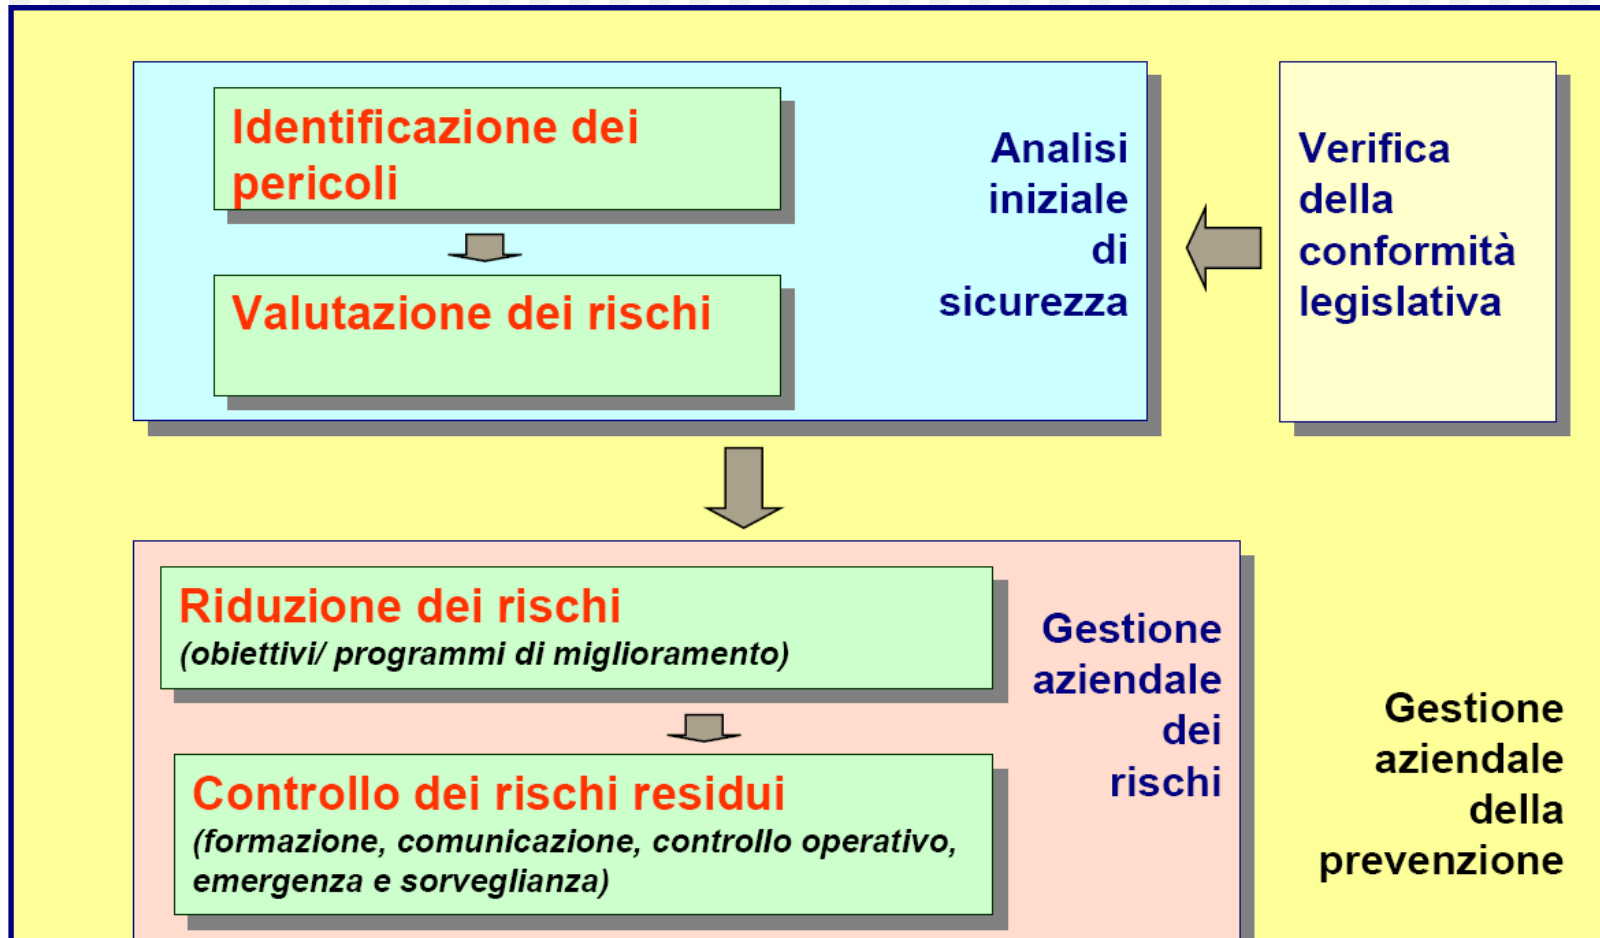 Identificazione dei
pericoli
Valutazione dei rischi
Analisi
iniziale
di
sicurezza
Verifica
della
conformità
legislativa
Riduzione dei rischi
(obiettivi/ programmi di miglioramento)
Controllo dei rischi residui
(formazione, comunicazione, controllo operativo,
emergenza e sorveglianza)
Gestione
aziendale
dei
rischi
Gestione
aziendale
della
prevenzione